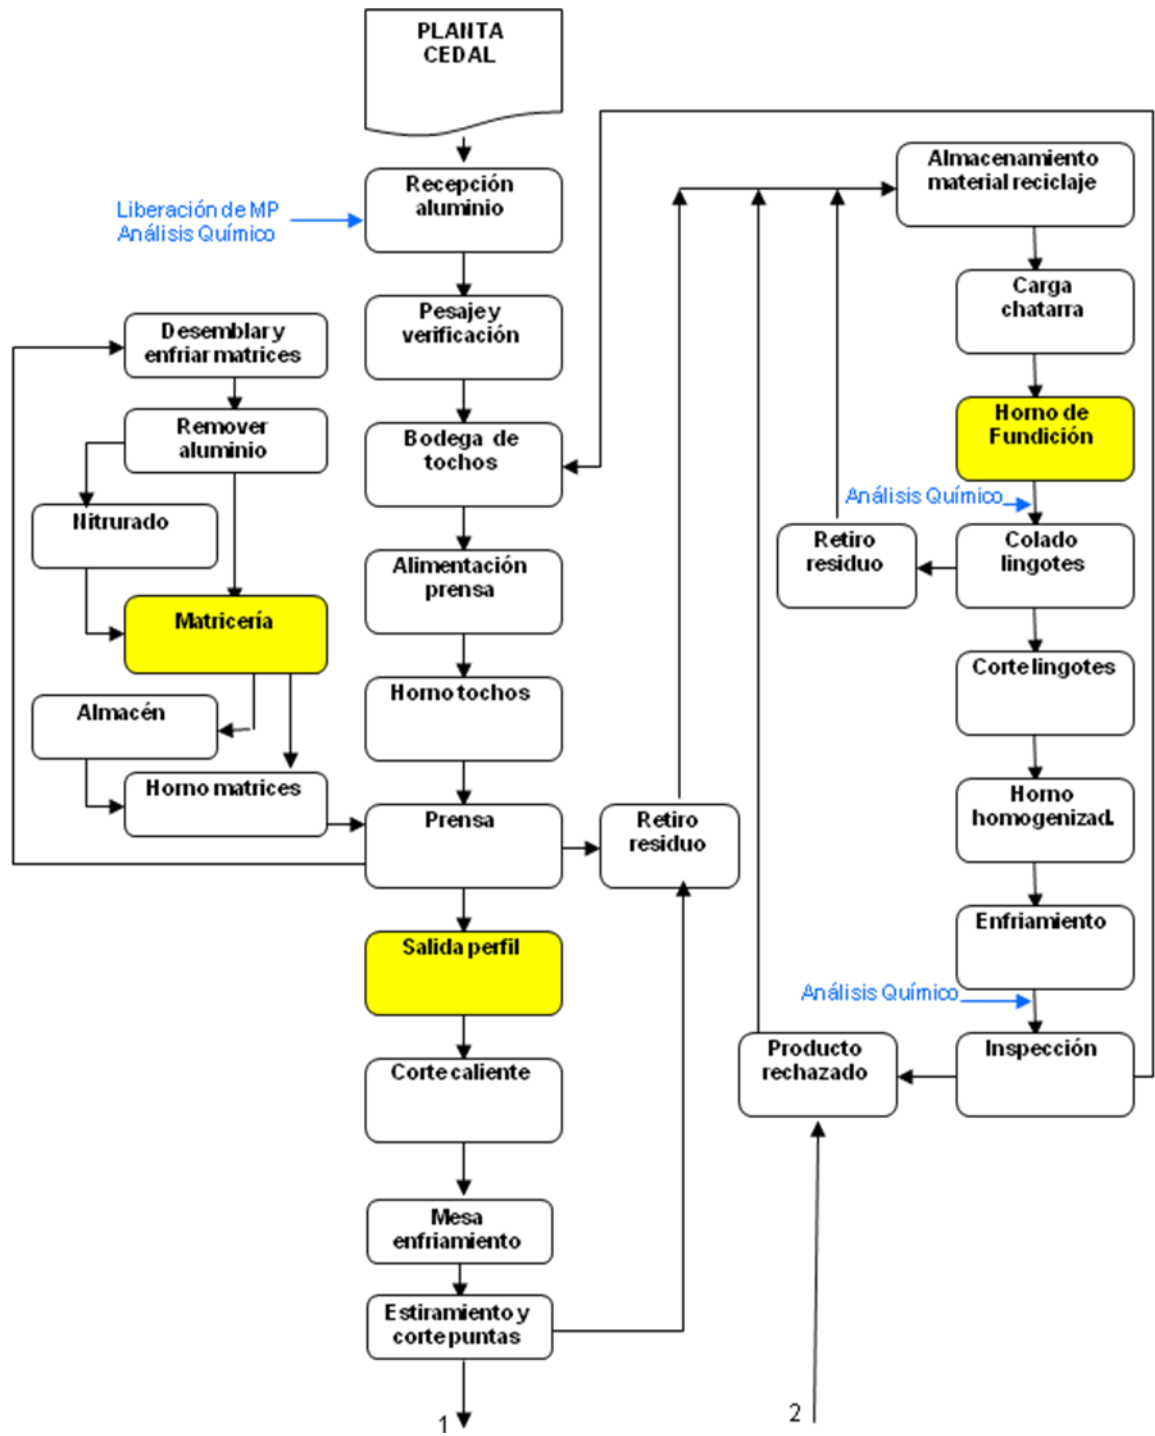 PLANTA
CEDAL
Recepción
aluminio
Liberación de MP
Análisis Químico
Pesaje y
verificación
Bodega de
tochos
Alimentación
prensa
Horno tochos
Prensa
Salida perfil
Corte caliente
Mesa
enfriamiento
Estiramiento y
corte puntas
1
Desemblar y
enfriar matrices
Remover
aluminio
Nitrurado
Matricería
Almacén
Horno matrices
Retiro
residuo
Almacenamiento
material reciclaje
Carga
chatarra
Horno de
Fundición
Análisis Químico
Colado
lingotes
Retiro
residuo
Corte lingotes
Horno
homogenizad.
Enfriamiento
Análisis Químico
Inspección
Producto
rechazado
2